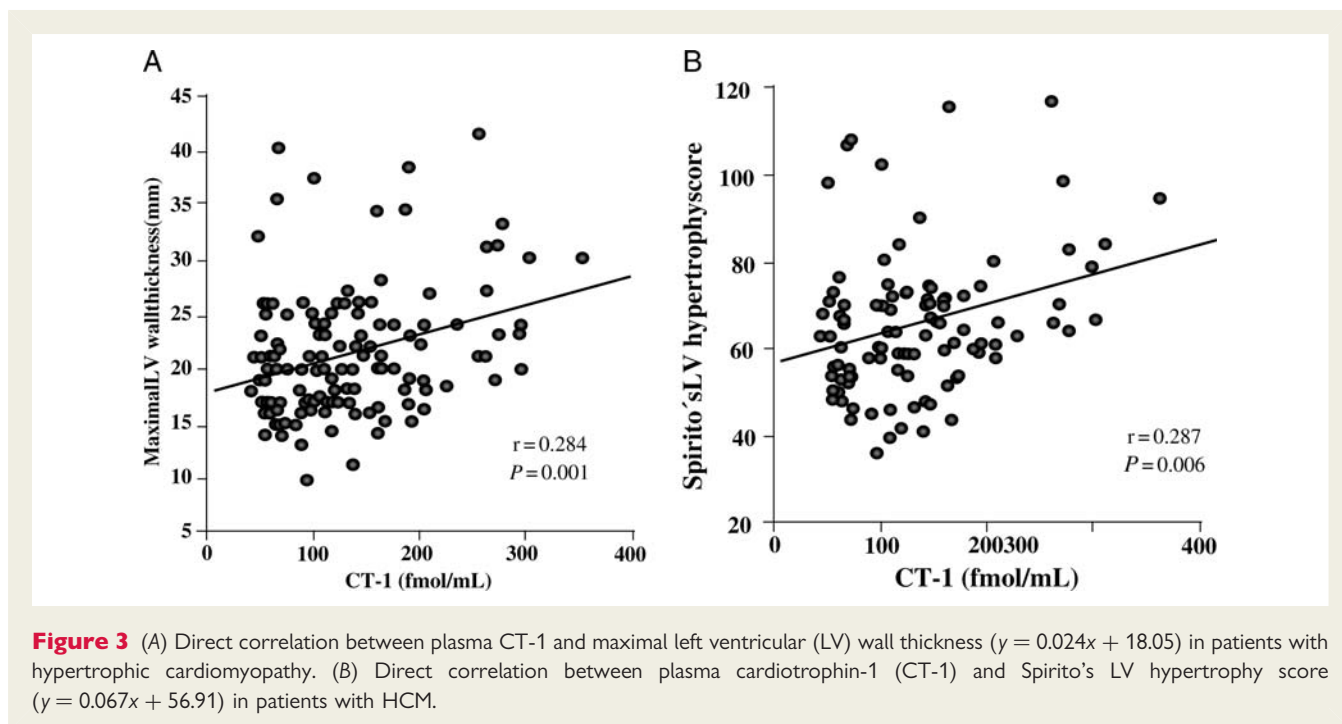 A
45
40
35
30
25
20
15
10
5
MaximalLV wallthickness(mm)
r=0.284
P=0.001
0 100 200 300 400
CT-1 (fmol/mL)
B
120
100
80
60
40
20
Spirito´sLV hypertrophyscore
r=0.287
P=0.006
0 100 200300 400
CT-1 (fmol/mL)
Figure 3 (A) Direct correlation between plasma CT-1 and maximal left ventricular (LV) wall thickness (y = 0.024x + 18.05) in patients with
hypertrophic cardiomyopathy. (B) Direct correlation between plasma cardiotrophin-1 (CT-1) and Spirito's LV hypertrophy score
(y = 0.067x + 56.91) in patients with HCM.